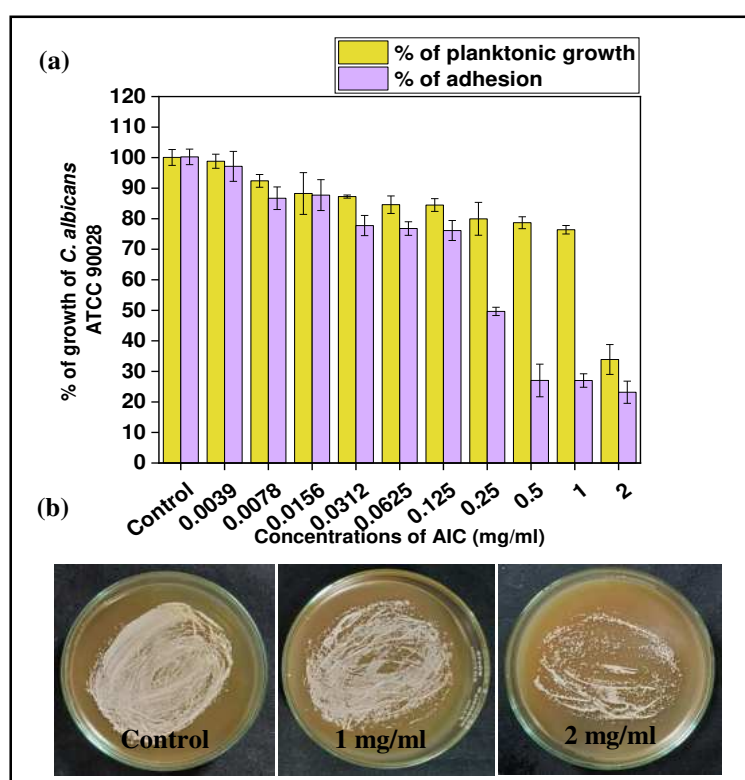 (a)
% of planktonic growth
% of adhesion
120
110
100
90
80
70
60
50
40
30
20
10
0
% of growth of C. albicans
ATCC 90028
Control
0.0039
0.0078
0.0156
0.0312
0.0625
0.125
0.25
0.5
1
2
Concentrations of AIC (mg/ml)
(b)
Control
1 mg/ml
2 mg/ml